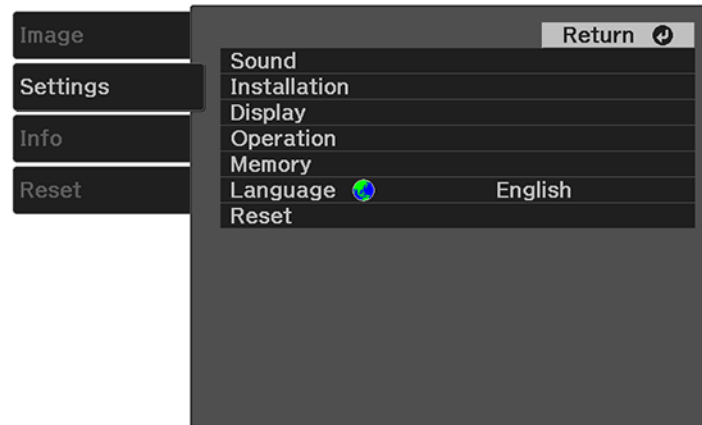 Image
Settings
Info
Reset
Return
Sound
Installation
Display
Operation
Memory
Language English
Reset